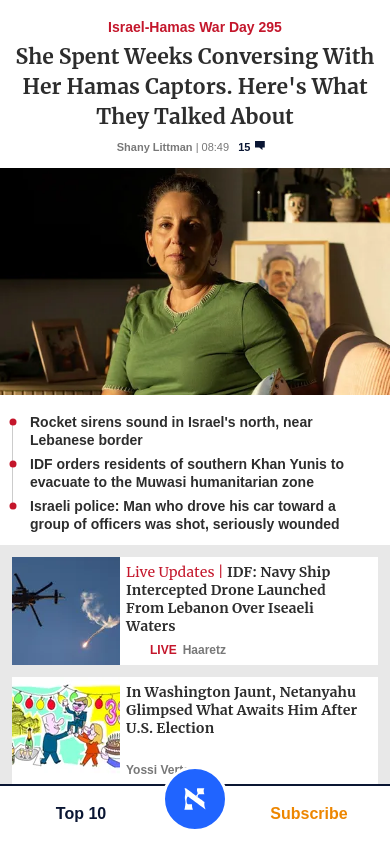 Israel-Hamas War Day 295
She Spent Weeks Conversing With
Her Hamas Captors. Here's What
They Talked About
Shany Littman | 08:49 15
Rocket sirens sound in Israel's north, near
Lebanese border
IDF orders residents of southern Khan Yunis to
evacuate to the Muwasi humanitarian zone
Israeli police: Man who drove his car toward a
group of officers was shot, seriously wounded
Live Updates | IDF: Navy Ship
Intercepted Drone Launched
From Lebanon Over Iseaeli
Waters
LIVE Haaretz
In Washington Jaunt, Netanyahu
Glimpsed What Awaits Him After
U.S. Election
Yossi
Top 10
Subscribe